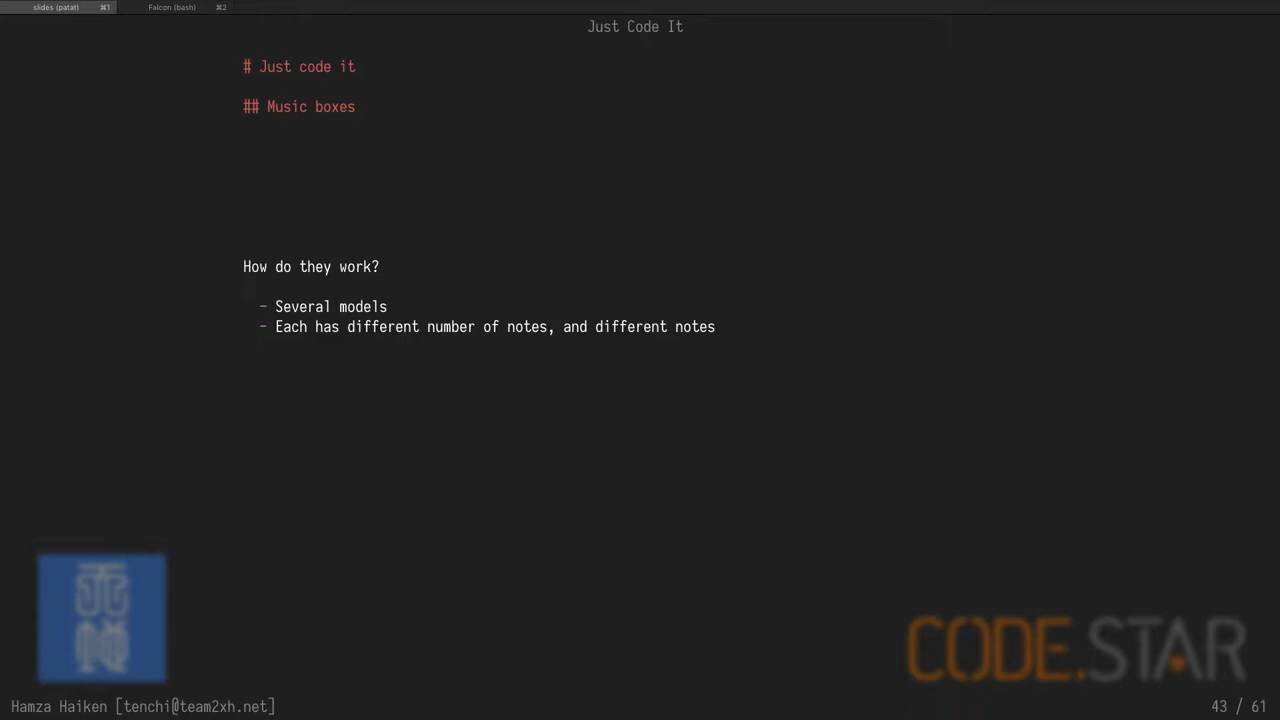 slides (patat) ⌘1 Falcon (bash) ⌘2
Just Code It
# Just code it
## Music boxes
How do they work?
- Several models
- Each has different number of notes, and different notes
CODE.STAR
Hamza Haiken [tenchi@team2xh.net] 43 / 61